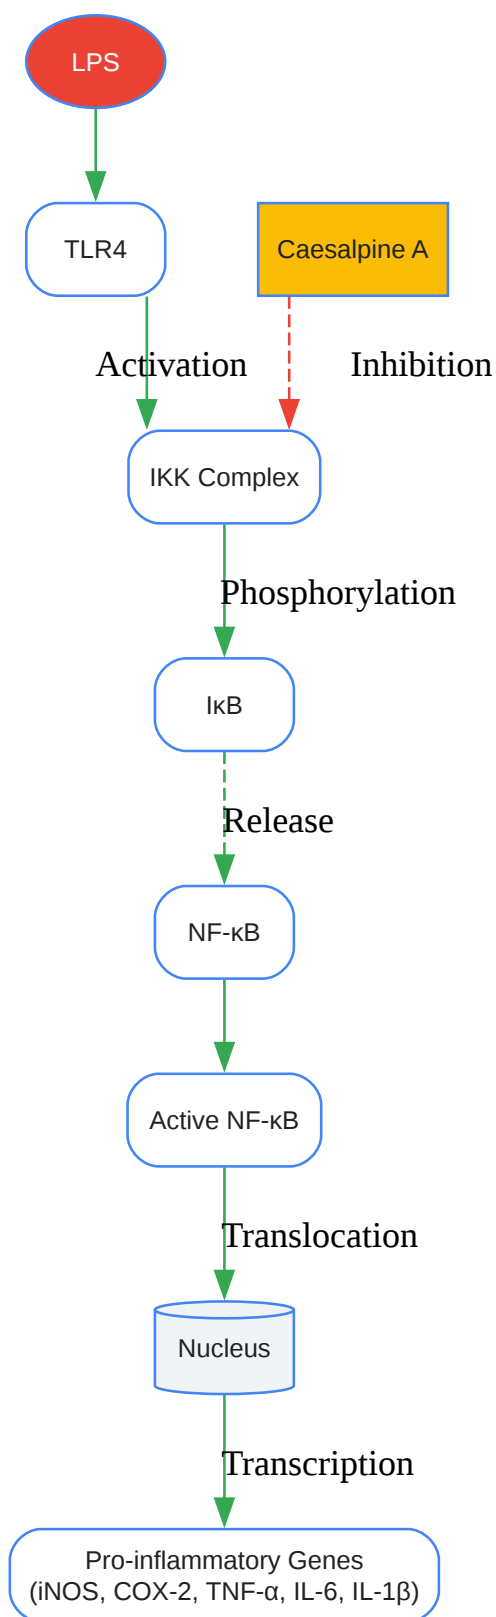 LPS
TLR4
Caesalpine A
Activation
Inhibition
IKK Complex
Phosphorylation
IκB
Release
NF-κB
Active NF-κB
Translocation
Nucleus
Transcription
Pro-inflammatory Genes
(iNOS, COX-2, TNF-α, IL-6, IL-1β)